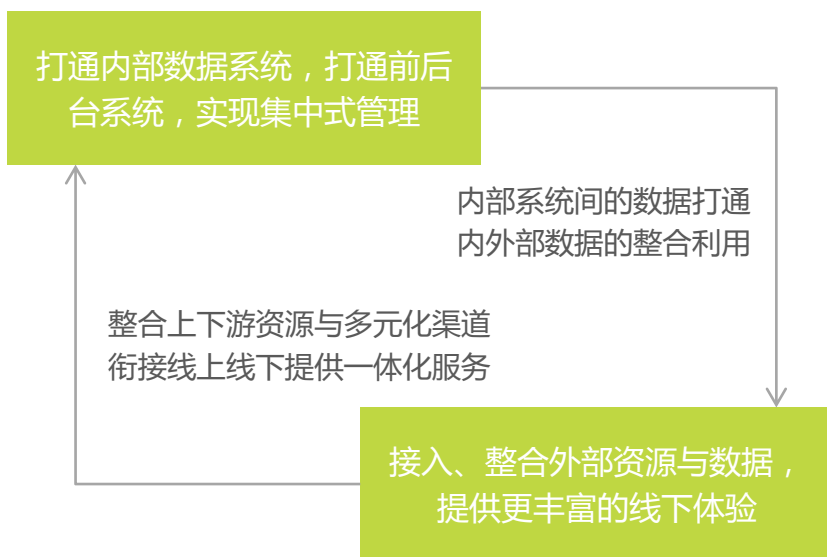 打通内部数据系统，打通前后
台系统，实现集中式管理
内部系统间的数据打通
内外部数据的整合利用
整合上下游资源与多元化渠道
衔接线上线下提供一体化服务
接入、整合外部资源与数据，
提供更丰富的线下体验